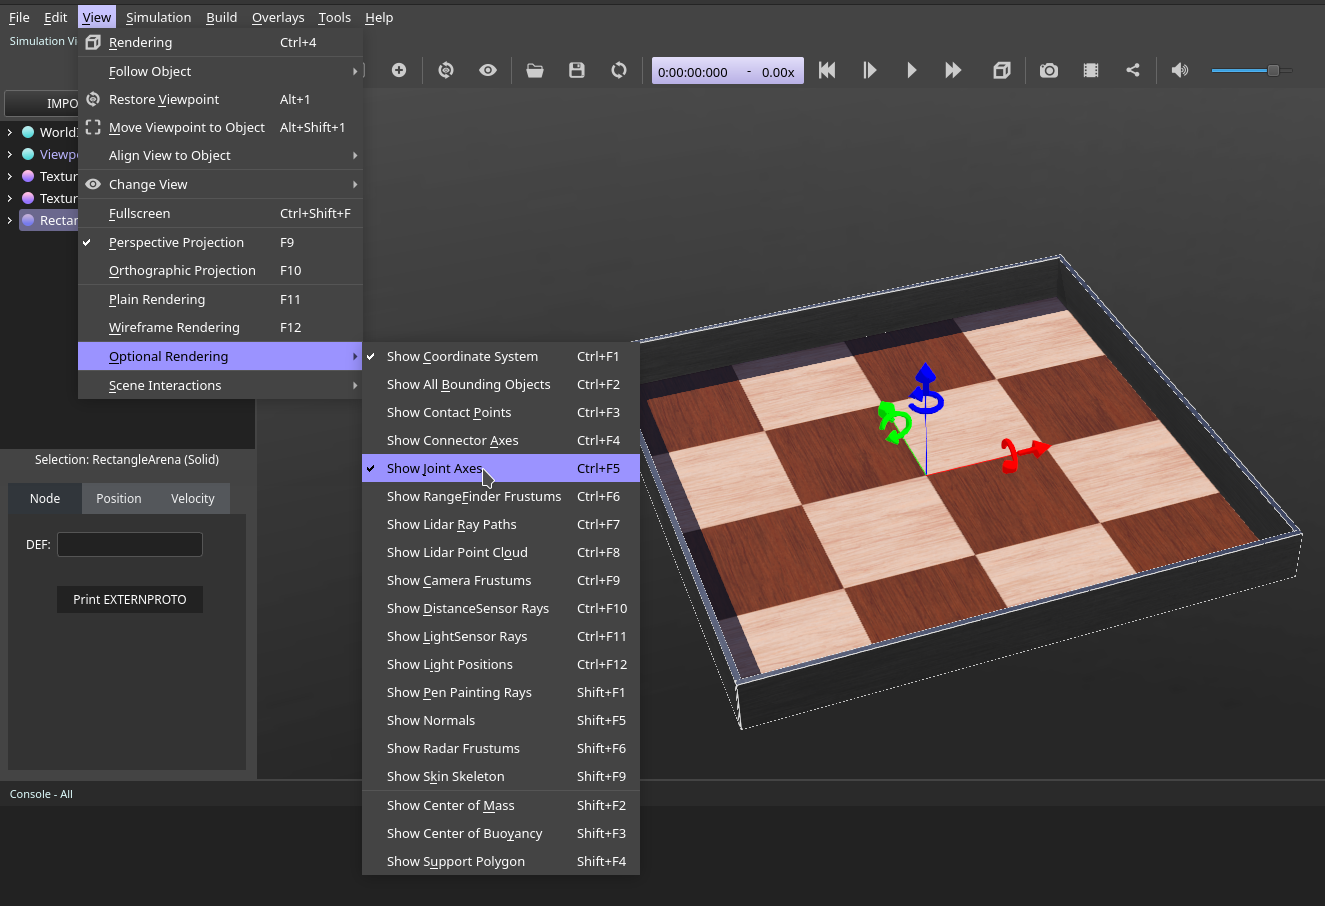 File Edit View Simulation Build Overlays Tools Help
Simulation Vi
0:00:00:000 - 0.00x
IMPO
World
Viewp
Textur
Textur
Rectar
Rendering Ctrl+4
Follow Object
Restore Viewpoint Alt+1
Move Viewpoint to Object Alt+Shift+1
Align View to Object
Change View
Fullscreen Ctrl+Shift+F
Perspective Projection F9
Orthographic Projection F10
Plain Rendering F11
Wireframe Rendering F12
Optional Rendering
Scene Interactions
Show Coordinate System Ctrl+F1
Show All Bounding Objects Ctrl+F2
Show Contact Points Ctrl+F3
Show Connector Axes Ctrl+F4
Show Joint Axes Ctrl+F5
Show RangeFinder Frustums Ctrl+F6
Show Lidar Ray Paths Ctrl+F7
Show Lidar Point Cloud Ctrl+F8
Show Camera Frustums Ctrl+F9
Show DistanceSensor Rays Ctrl+F10
Show LightSensor Rays Ctrl+F11
Show Light Positions Ctrl+F12
Show Pen Painting Rays Shift+F1
Show Normals Shift+F5
Show Radar Frustums Shift+F6
Show Skin Skeleton Shift+F9
Show Center of Mass Shift+F2
Show Center of Buoyancy Shift+F3
Show Support Polygon Shift+F4
Selection: RectangleArena (Solid)
Node Position Velocity
DEF:
Print EXTERNPROTO
Console - All